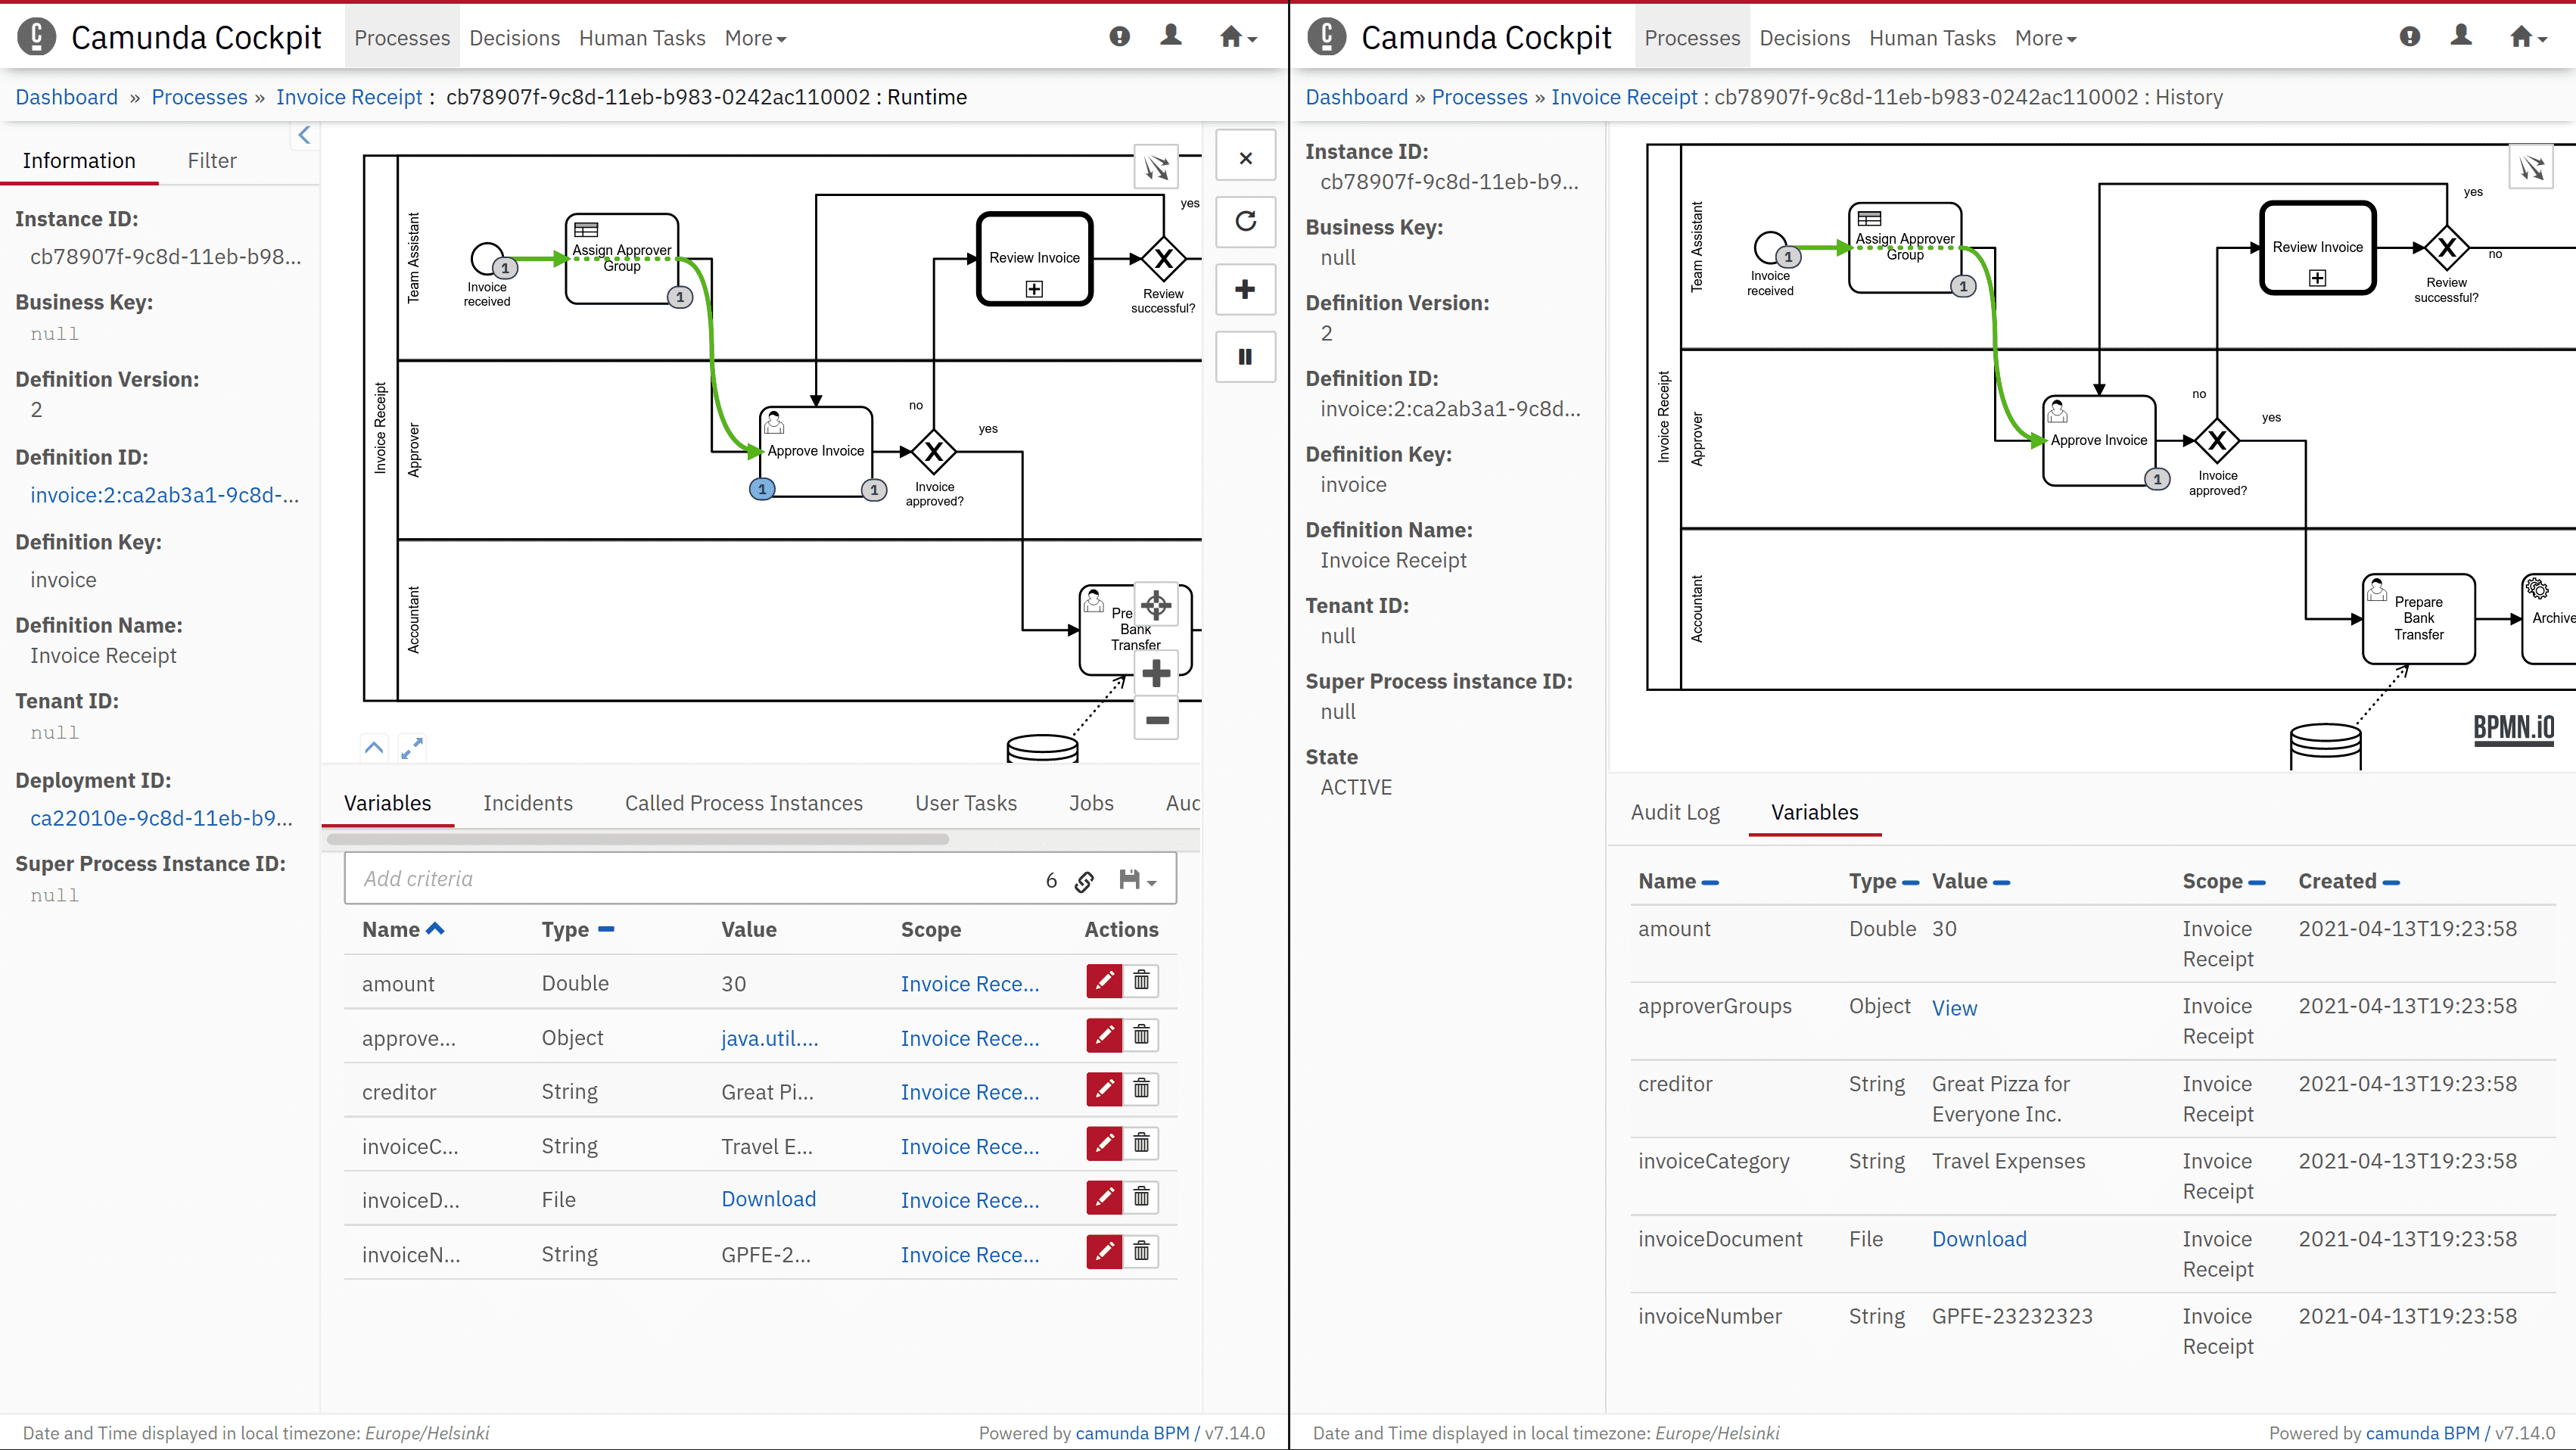 Camunda Cockpit Processes Decisions Human Tasks More
Dashboard » Processes » Invoice Receipt : cb78907f-9c8d-11eb-b983-0242ac110002 : Runtime
Information Filter
Instance ID:
cb78907f-9c8d-11eb-b98...
Business Key:
null
Definition Version:
2
Definition ID:
invoice:2:ca2ab3a1-9c8d-...
Definition Key:
invoice
Definition Name:
Invoice Receipt
Tenant ID:
null
Deployment ID:
ca22010e-9c8d-11eb-b9...
Super Process Instance ID:
null
Invoice Receipt
Team Assistant
Approver
Accountant
1
Invoice
received
Assign Approver
Group
1
Review Invoice
yes
Review
successful?
no
yes
Approve Invoice
1
1
Invoice
approved?
Pre
Bank
Transfer
Variables Incidents Called Process Instances User Tasks Jobs Aud
Add criteria 6
Name Type Value Scope Actions
amount Double 30 Invoice Rece...
approve... Object java.util.... Invoice Rece...
creditor String Great Pi... Invoice Rece...
invoiceC... String Travel E... Invoice Rece...
invoiceD... File Download Invoice Rece...
invoiceN... String GPFE-2... Invoice Rece...
Date and Time displayed in local timezone: Europe/Helsinki
Powered by camunda BPM / v7.14.0
Camunda Cockpit Processes Decisions Human Tasks More
Dashboard » Processes » Invoice Receipt : cb78907f-9c8d-11eb-b983-0242ac110002 : History
Instance ID:
cb78907f-9c8d-11eb-b9...
Business Key:
null
Definition Version:
2
Definition ID:
invoice:2:ca2ab3a1-9c8d...
Definition Key:
invoice
Definition Name:
Invoice Receipt
Tenant ID:
null
Super Process instance ID:
null
State
ACTIVE
Invoice Receipt
Team Assistant
Approver
Accountant
1
Invoice
received
Assign Approver
Group
1
Review Invoice
yes
no
Review
successful?
no
yes
Approve Invoice
1
Invoice
approved?
Prepare
Bank
Transfer
Archive
BPMN.iO
Audit Log Variables
Name Type Value Scope Created
amount Double 30 Invoice 2021-04-13T19:23:58
Receipt
approverGroups Object View Invoice 2021-04-13T19:23:58
Receipt
creditor String Great Pizza for Invoice 2021-04-13T19:23:58
Everyone Inc. Receipt
invoiceCategory String Travel Expenses Invoice 2021-04-13T19:23:58
Receipt
invoiceDocument File Download Invoice 2021-04-13T19:23:58
Receipt
invoiceNumber String GPFE-23232323 Invoice 2021-04-13T19:23:58
Receipt
Date and Time displayed in local timezone: Europe/Helsinki
Powered by camunda BPM / v7.14.0